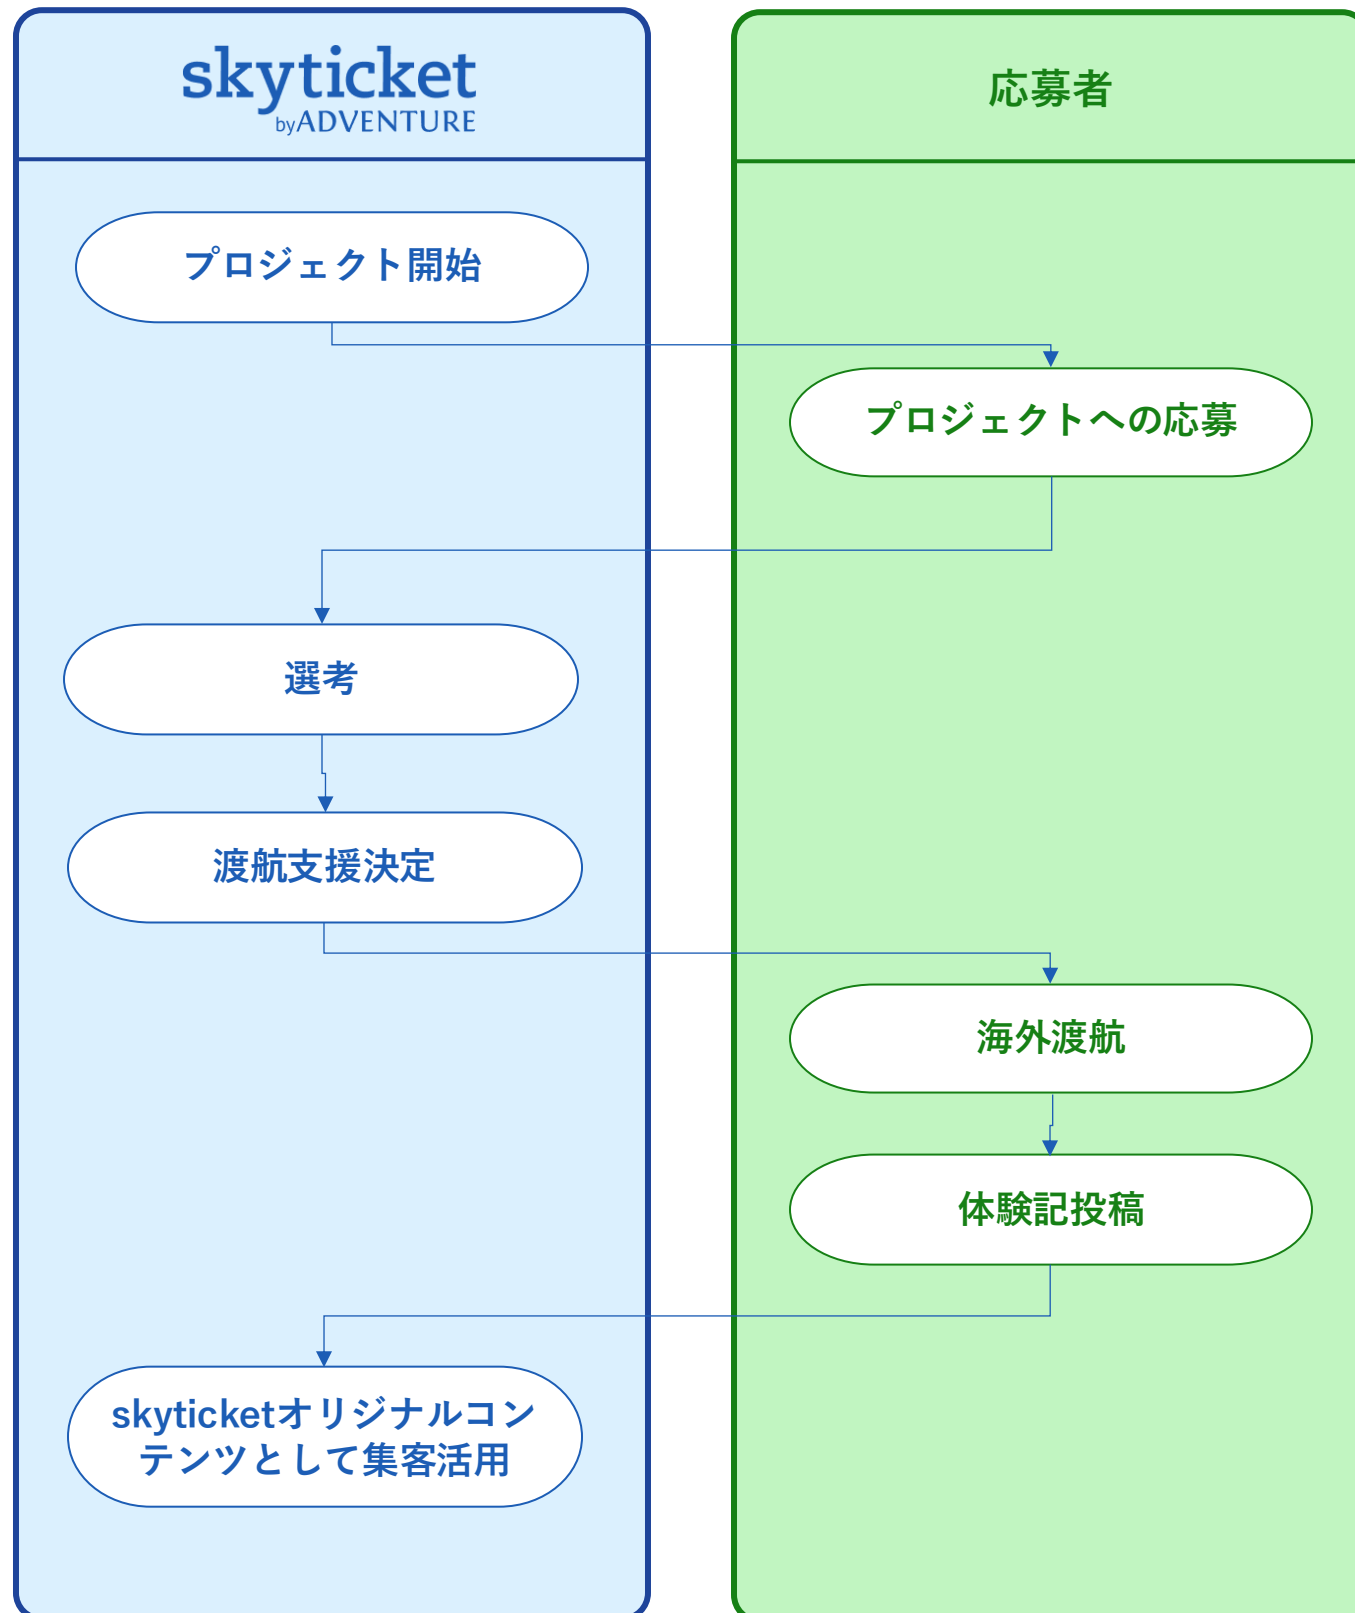 skyticket
byADVENTURE
応募者
プロジェクト開始
プロジェクトへの応募
選考
渡航支援決定
海外渡航
体験記投稿
skyticketオリジナルコン
テンツとして集客活用